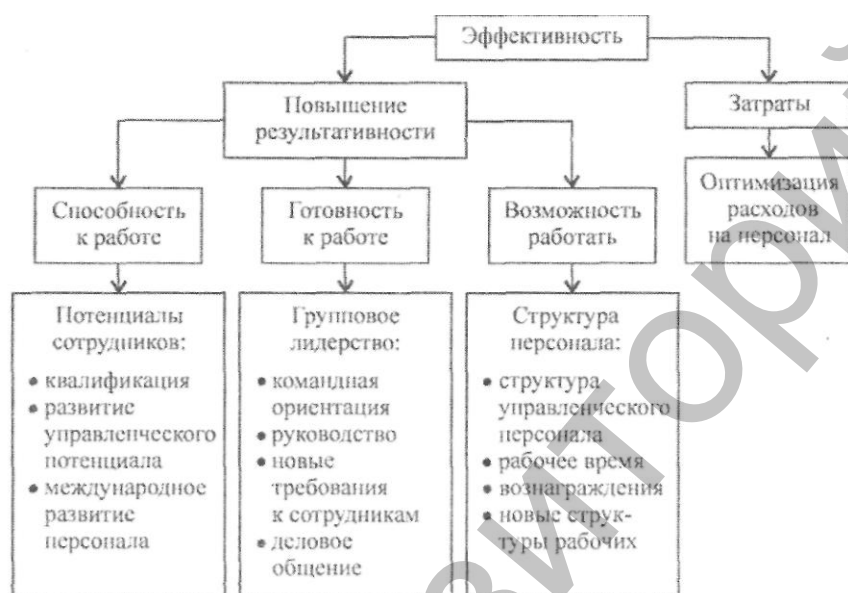 Эффективность
Повышение
результативности
Затраты
Способность
к работе
Готовность
к работе
Возможность
работать
Оптимизация
расходов
на персонал
Потенциалы
сотрудников:
• квалификация
• развитие
управленческого
потенциала
• международное
развитие
персонала
Групповое
лидерство:
• командная
ориентация
• руководство
• новые
требования
к сотрудникам
• деловое
общение
Структура
персонала:
• структура
управленческого
персонала
• рабочее время
• вознаграждения
• новые струк-
туры рабочих